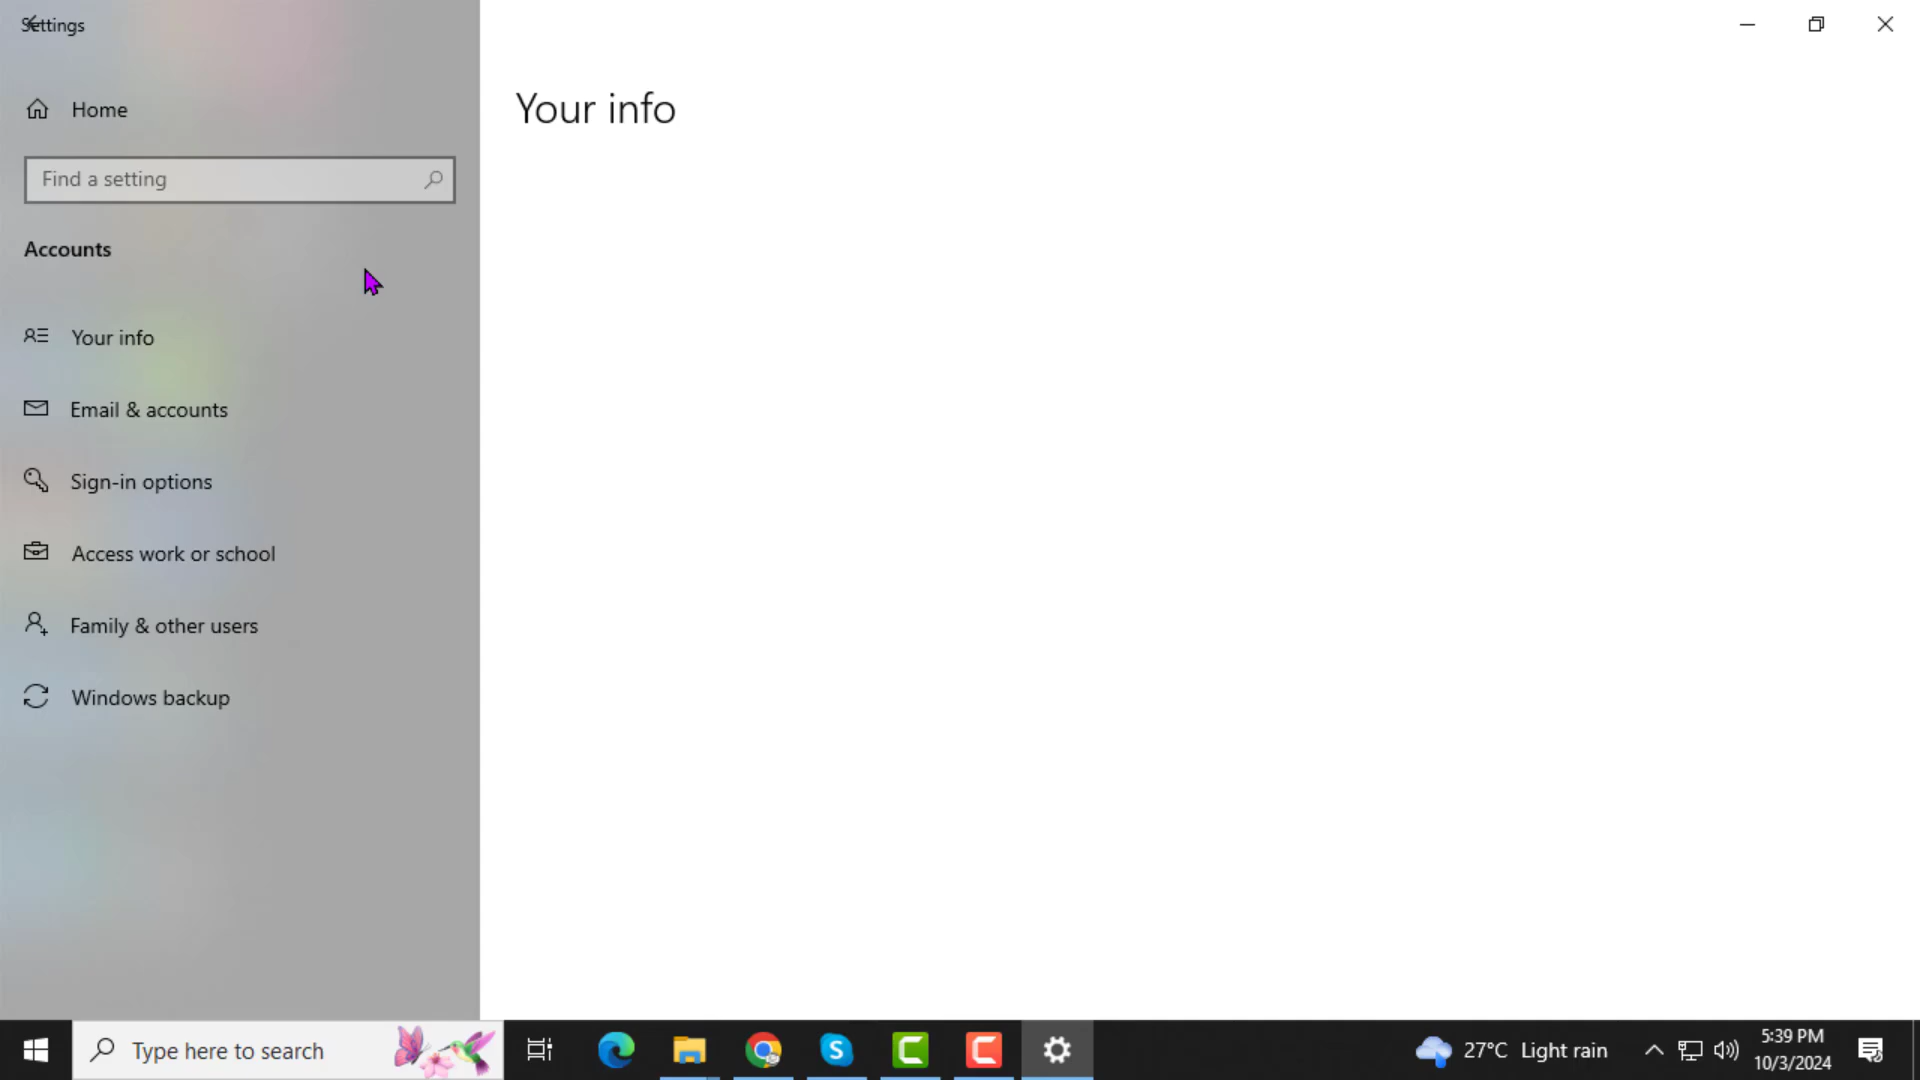 Settings
Home
Find a setting
Accounts
Your info
Email & accounts
Sign-in options
Access work or school
Family & other users
Windows backup
Your info
Type here to search
27°C Light rain
5:39 PM
10/3/2024